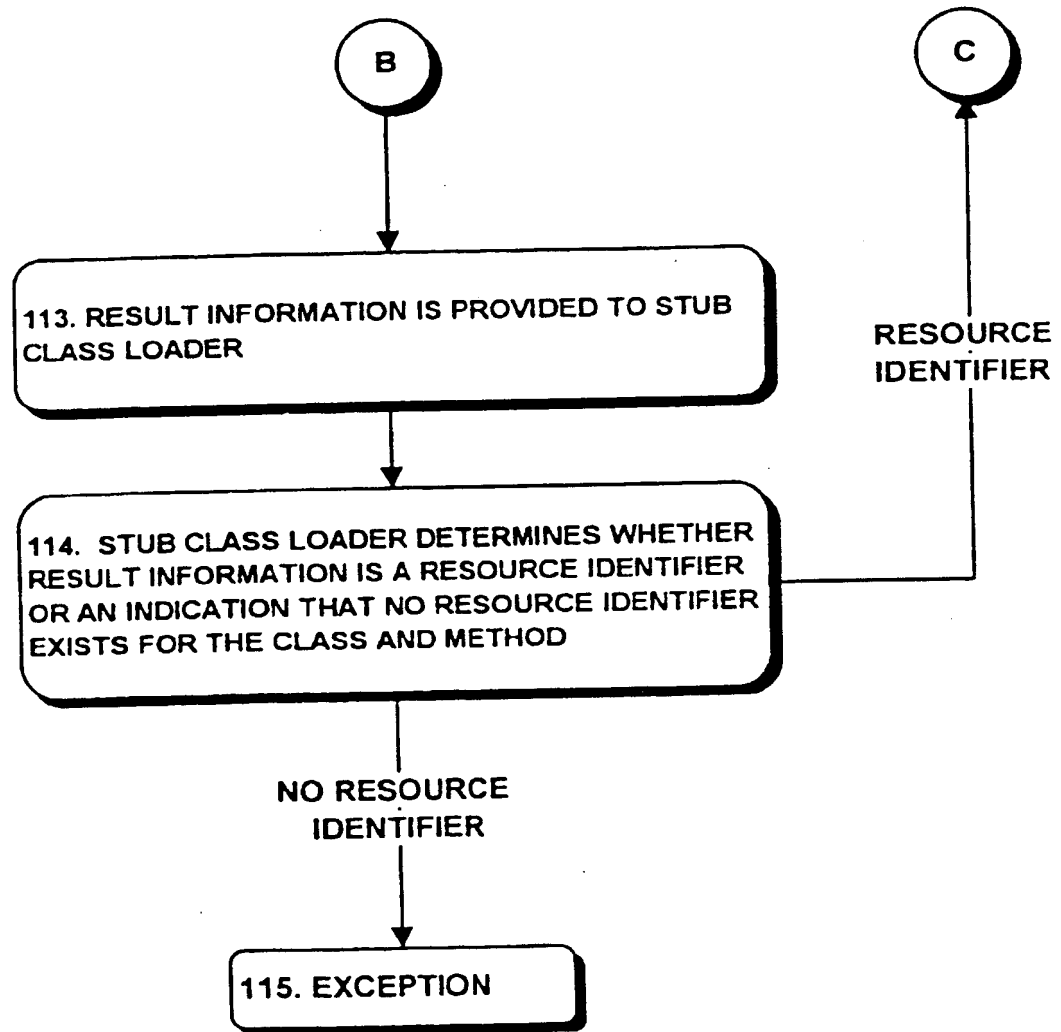 B
C
113. RESULT INFORMATION IS PROVIDED TO STUB
CLASS LOADER
RESOURCE
IDENTIFIER
114. STUB CLASS LOADER DETERMINES WHETHER
RESULT INFORMATION IS A RESOURCE IDENTIFIER
OR AN INDICATION THAT NO RESOURCE IDENTIFIER
EXISTS FOR THE CLASS AND METHOD
NO RESOURCE
IDENTIFIER
115. EXCEPTION